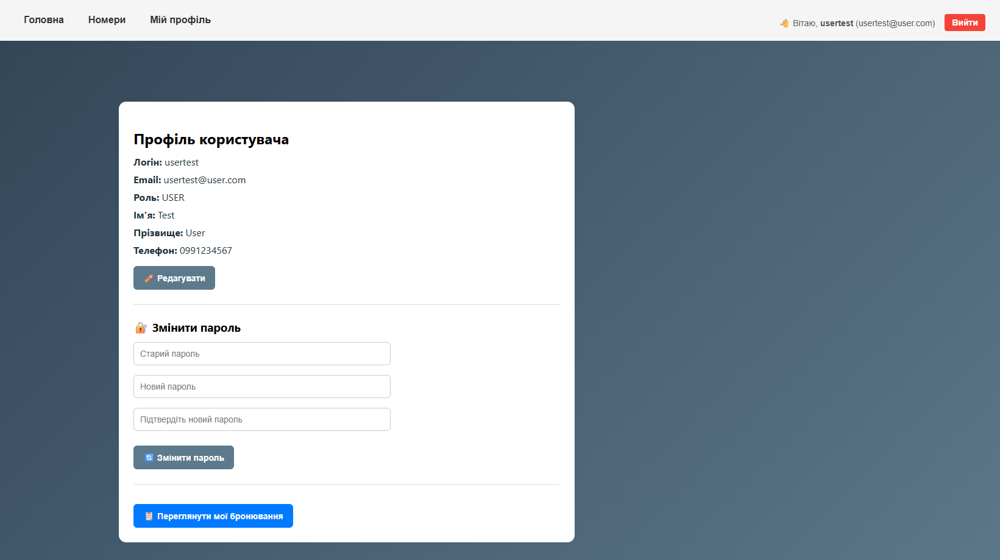 Головна Номери Мій профіль
👋 Вітаю, usertest (usertest@user.com) Вийти
Профіль користувача
Логін: usertest
Email: usertest@user.com
Роль: USER
Ім'я: Test
Прізвище: User
Телефон: 0991234567
✏️ Редагувати
🔐 Змінити пароль
Старий пароль
Новий пароль
Підтвердіть новий пароль
🔄 Змінити пароль
📋 Переглянути мої бронювання